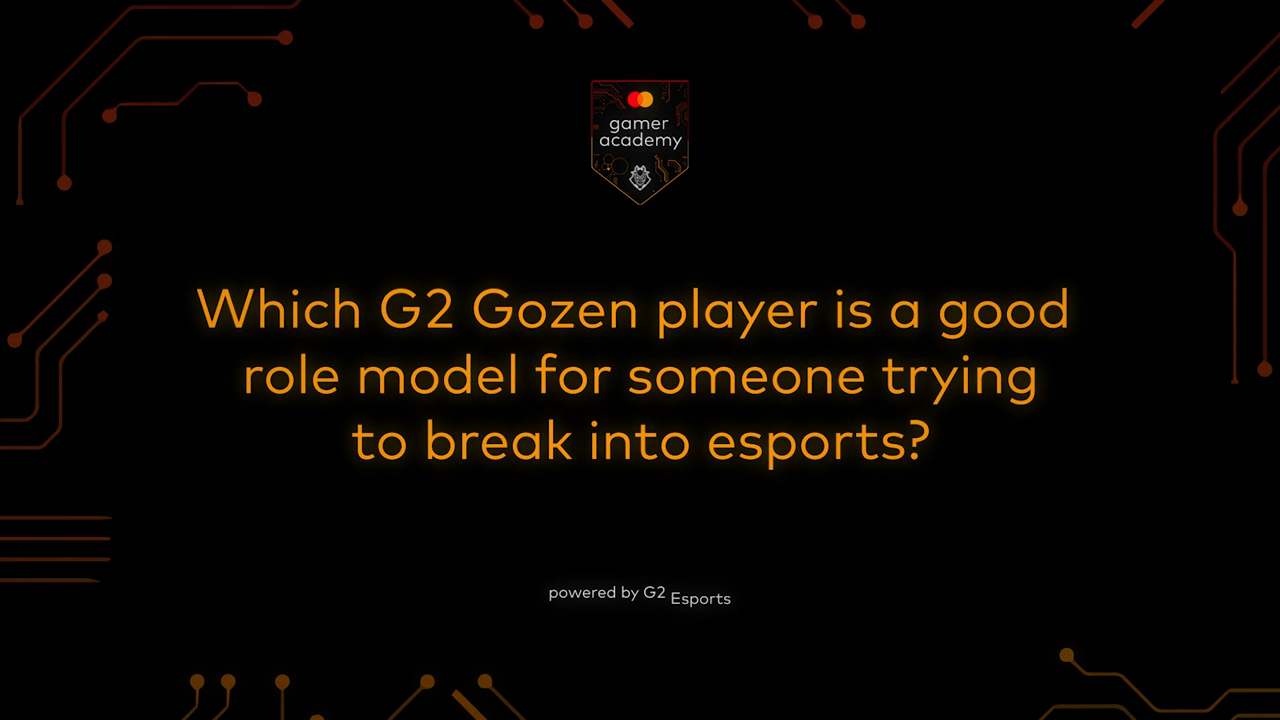 gamer
academy
Which G2 Gozen player is a good
role model for someone trying
to break into esports?
powered by G2 Esports